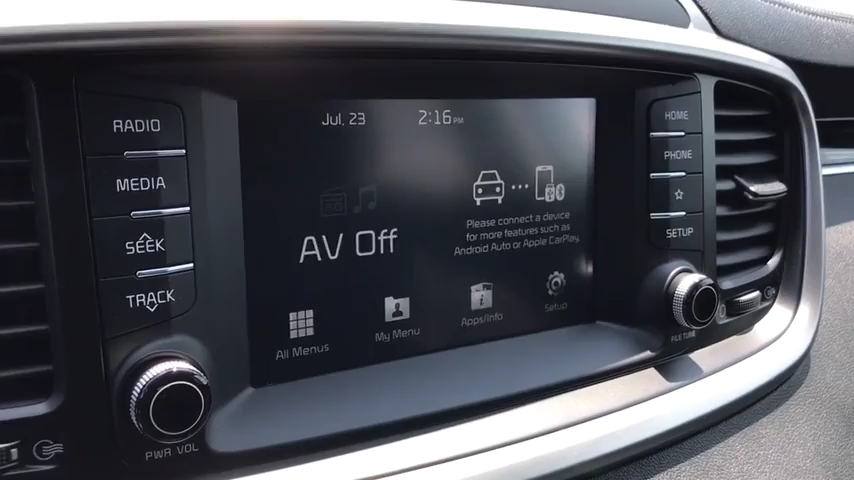 RADIO
MEDIA
SEEK
TRACK
PWR VOL
Jul, 23 2:16 PM
AV Off
Please connect a device
for more features such as
Android Auto or Apple CarPlay.
All Menus
My Menu
Apps/Info
Setup
HOME
PHONE
SETUP
FILE TUNE